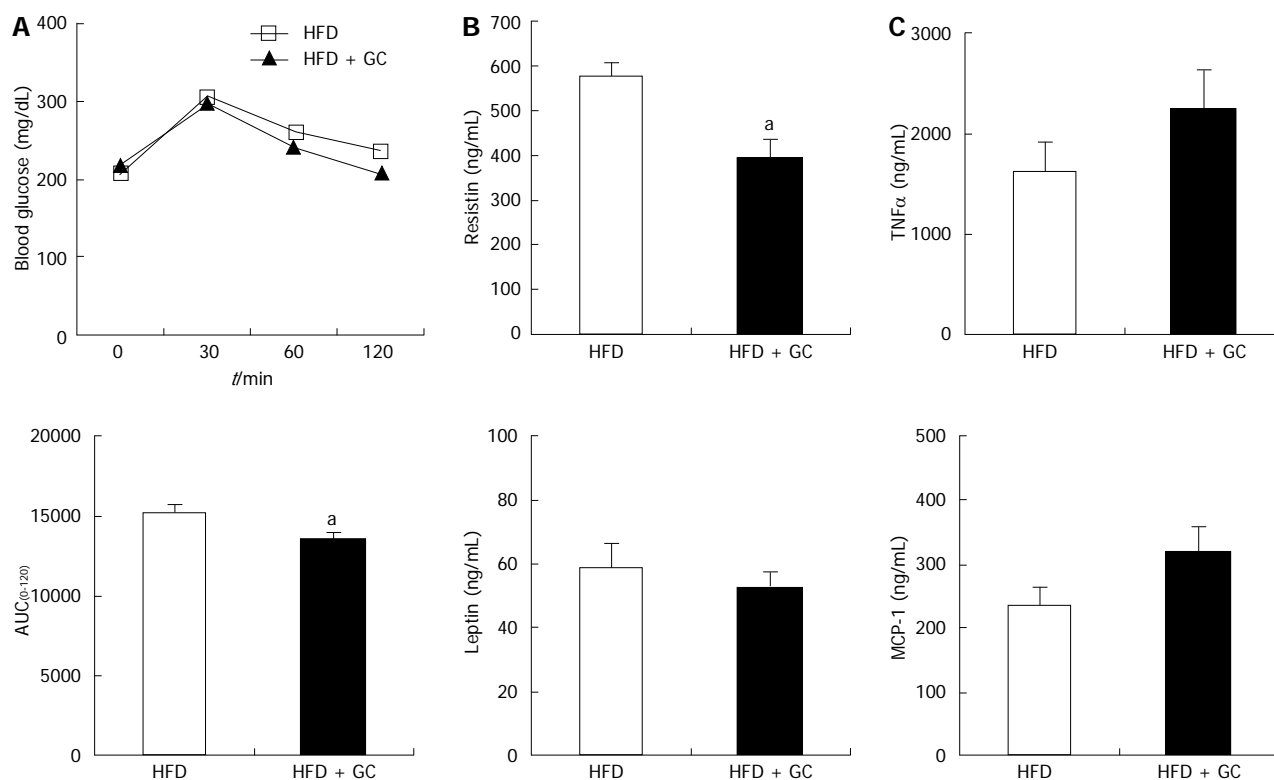 A
Blood glucose (mg/dL)
400
300
200
100
0
HFD
HFD + GC
0 30 60 120
t/min
B
Resistin (ng/mL)
700
600
500
400
300
200
100
0
a
HFD HFD + GC
C
TNFα (ng/mL)
3000
2000
1000
0
HFD HFD + GC
AUC(0-120)
20000
15000
10000
5000
0
a
HFD HFD + GC
Leptin (ng/mL)
100
80
60
40
20
0
HFD HFD + GC
MCP-1 (ng/mL)
500
400
300
200
100
0
HFD HFD + GC